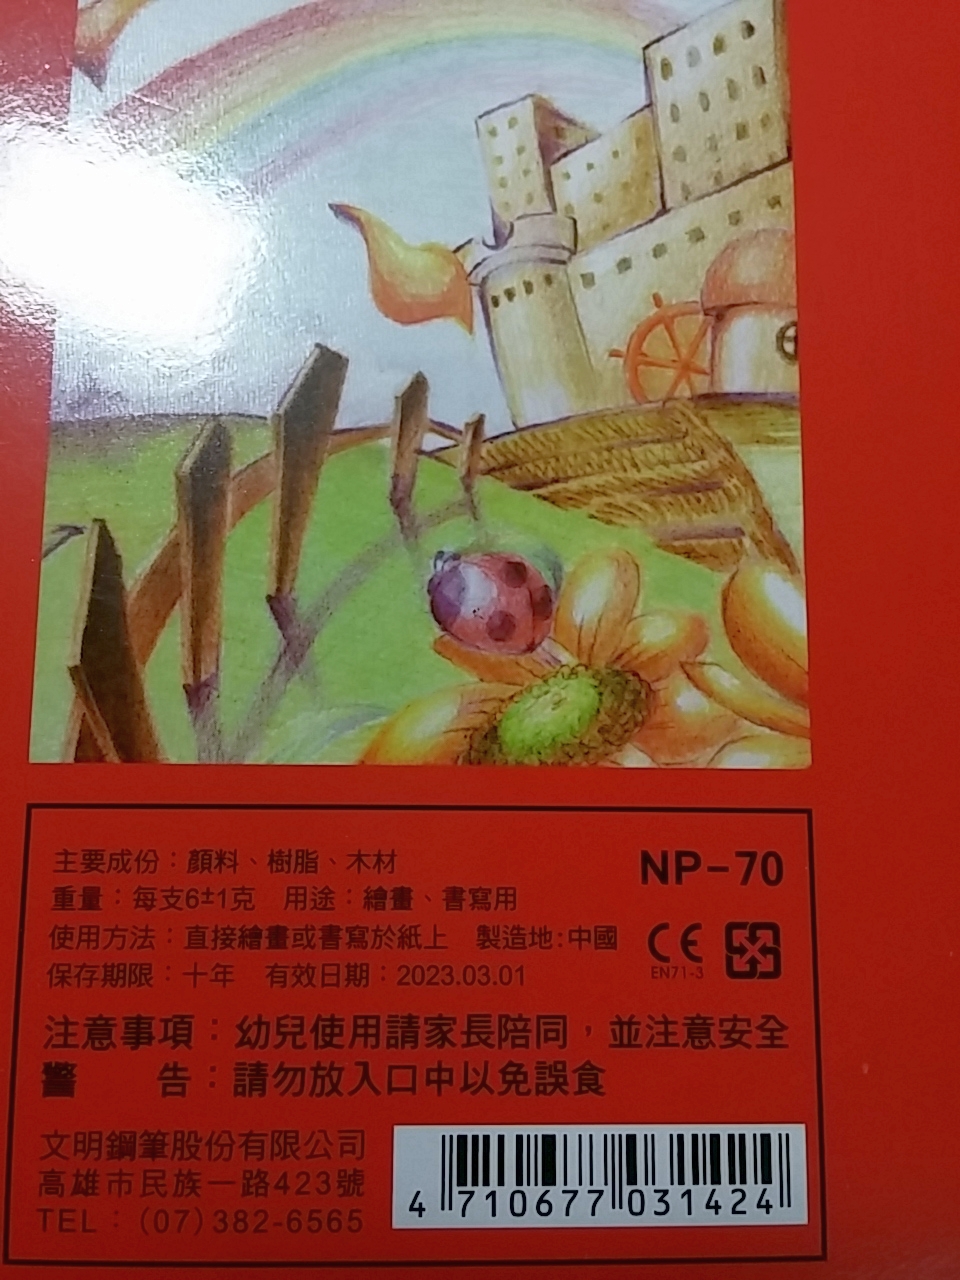 主要成份：顏料、樹脂、木材
NP-70
重量：每支6±1克 用途：繪畫、書寫用
使用方法：直接繪畫或書寫於紙上 製造地：中國
CE
EN71-3
保存期限：十年 有效日期：2023.03.01
注意事項：幼兒使用請家長陪同，並注意安全
警 告：請勿放入口中以免誤食
文明鋼筆股份有限公司
高雄市民族一路423號
TEL：(07)382-6565
4 710677 031424